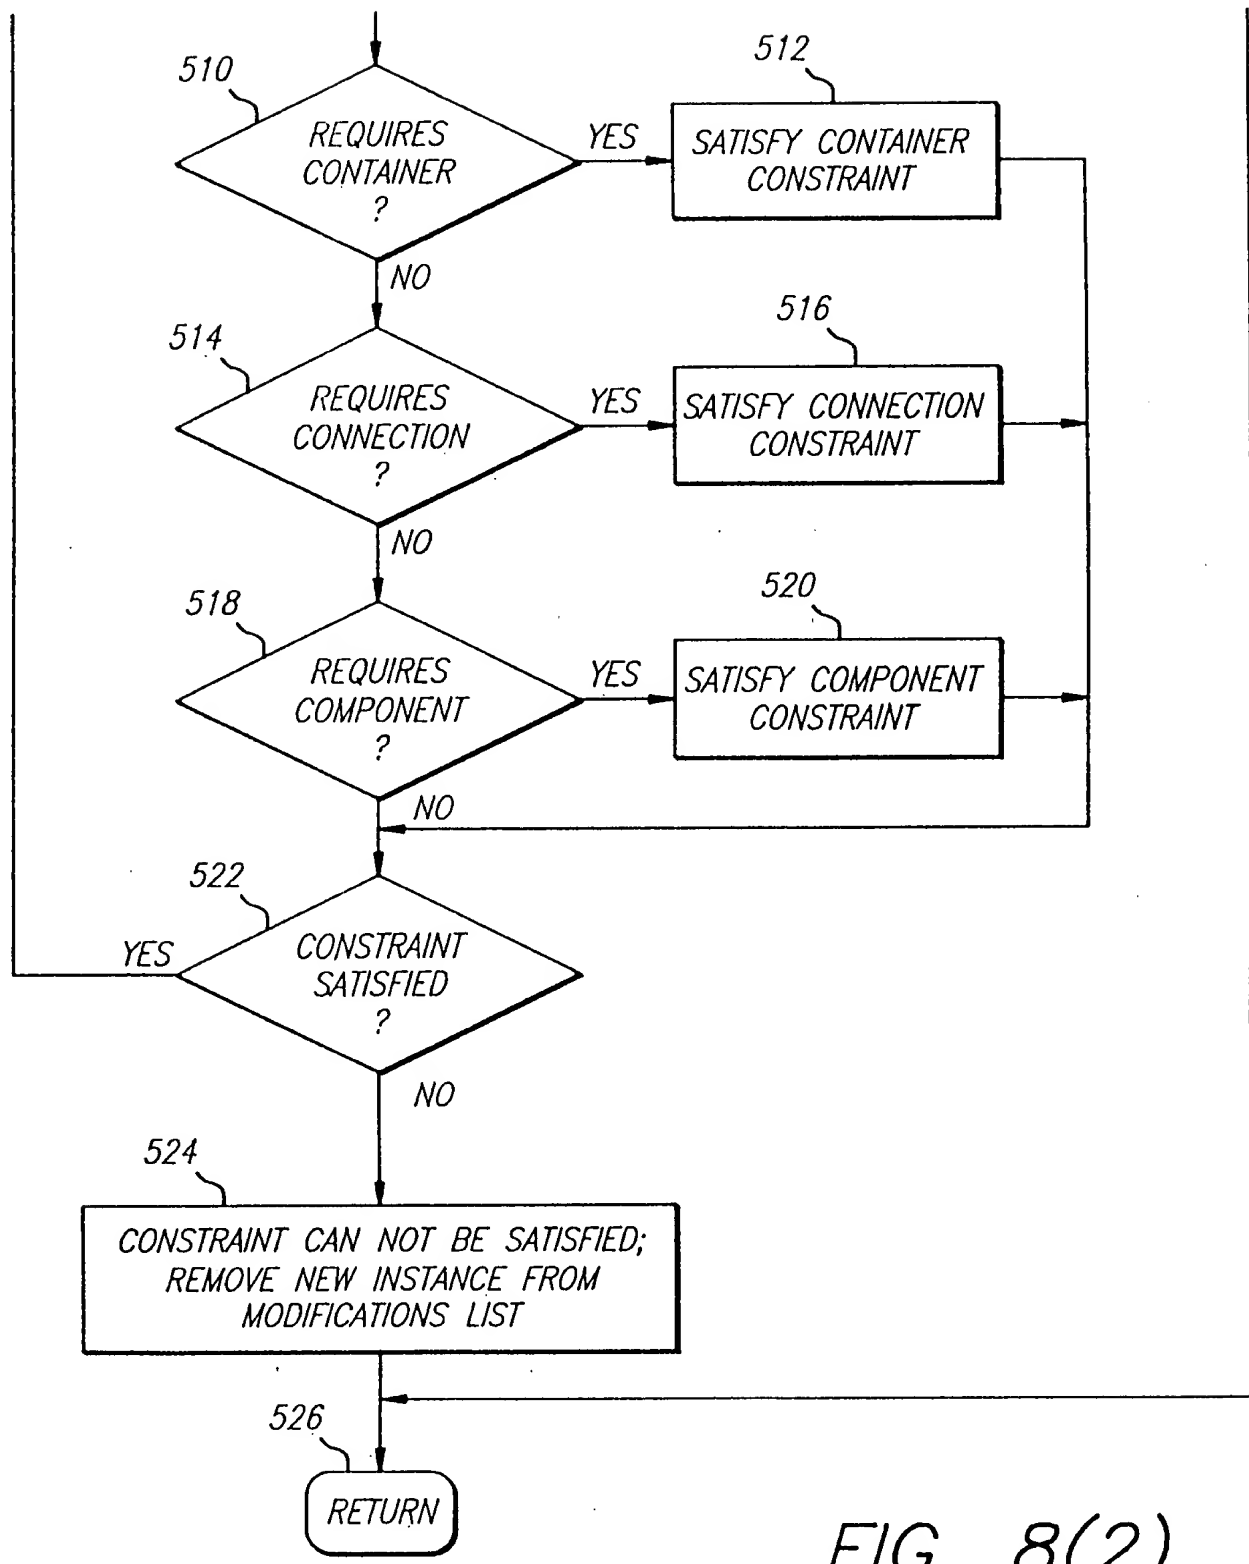 510
REQUIRES
CONTAINER
?
YES
512
SATISFY CONTAINER
CONSTRAINT
NO
514
REQUIRES
CONNECTION
?
YES
516
SATISFY CONNECTION
CONSTRAINT
NO
518
REQUIRES
COMPONENT
?
YES
520
SATISFY COMPONENT
CONSTRAINT
NO
522
YES
CONSTRAINT
SATISFIED
?
NO
524
CONSTRAINT CAN NOT BE SATISFIED;
REMOVE NEW INSTANCE FROM
MODIFICATIONS LIST
526
RETURN
FIG. 8(2)